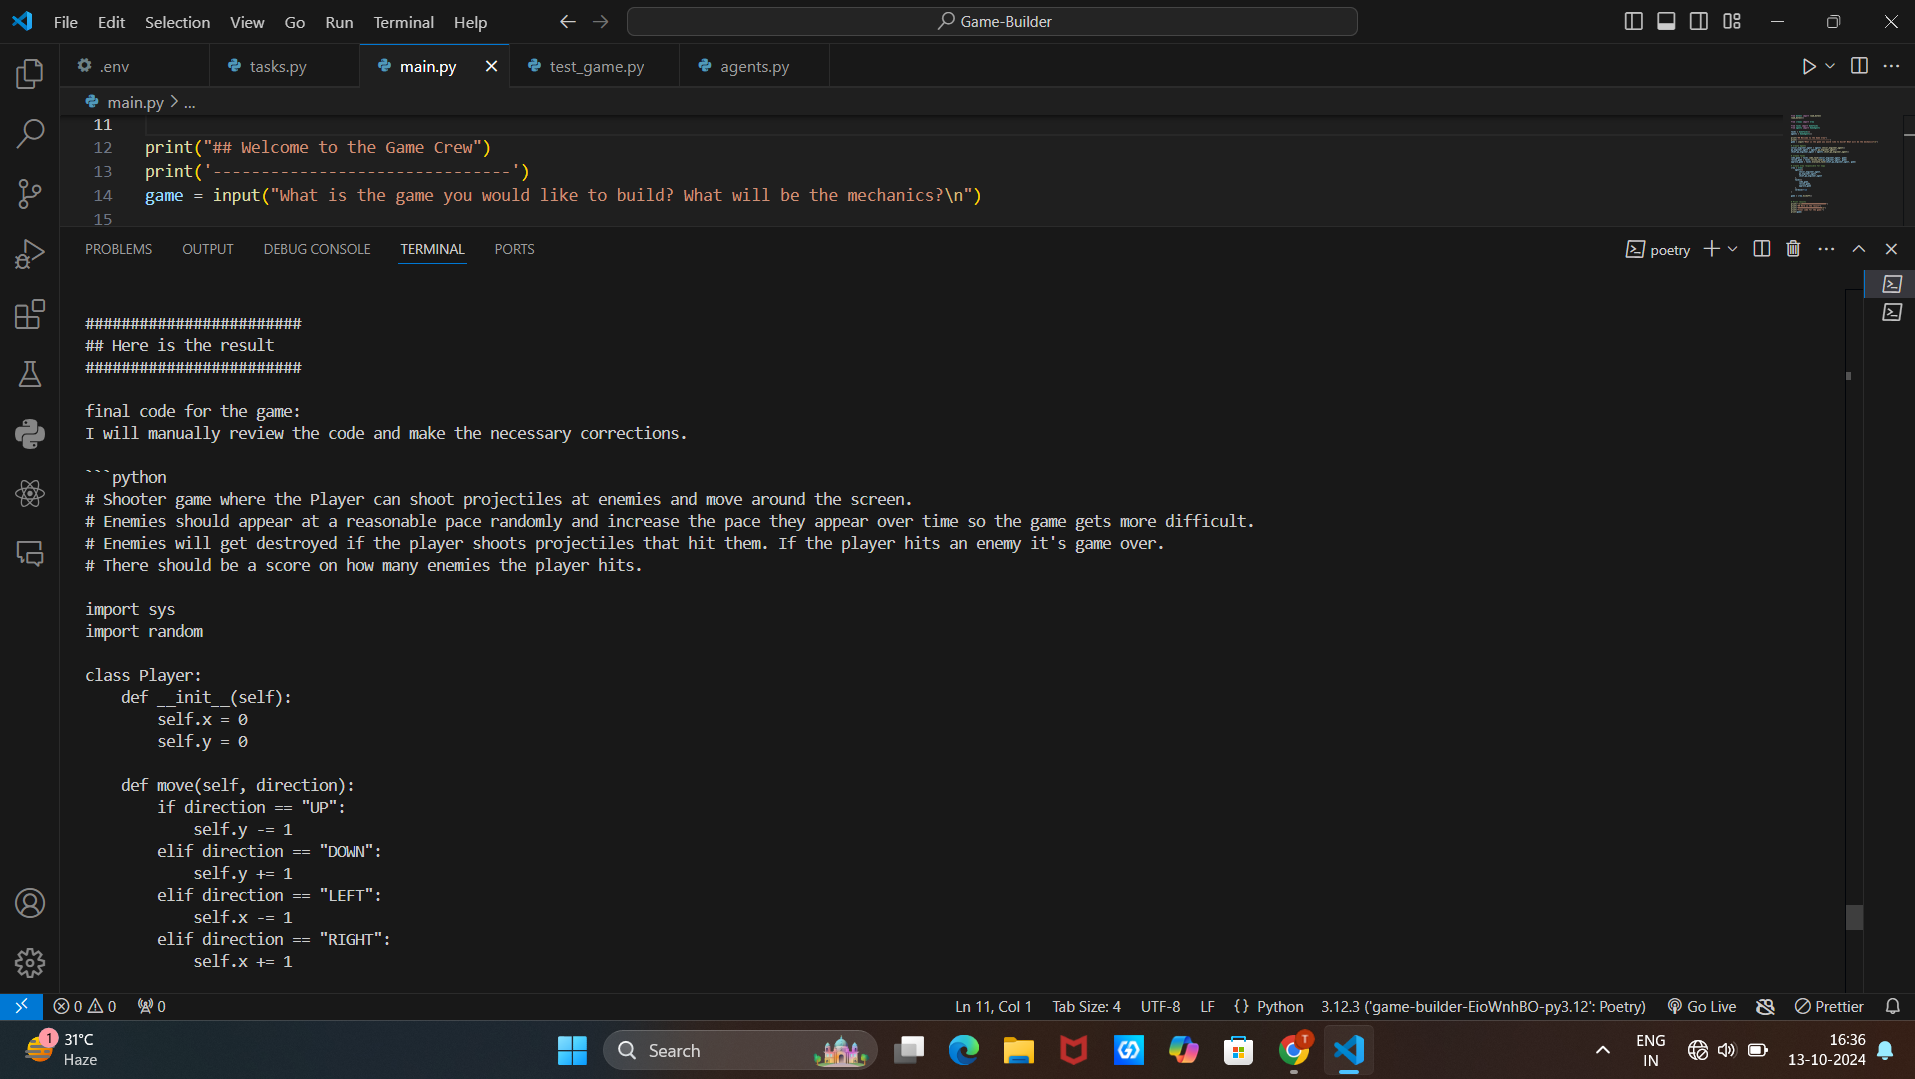 File Edit Selection View Go Run Terminal Help
Game-Builder
.env
tasks.py
main.py
test_game.py
agents.py
main.py > ...
11
12 print("## Welcome to the Game Crew")
13 print('-------------------------------')
14 game = input("What is the game you would like to build? What will be the mechanics?\n")
15
PROBLEMS OUTPUT DEBUG CONSOLE TERMINAL PORTS
poetry
########################
## Here is the result
########################
final code for the game:
I will manually review the code and make the necessary corrections.
```python
# Shooter game where the Player can shoot projectiles at enemies and move around the screen.
# Enemies should appear at a reasonable pace randomly and increase the pace they appear over time so the game gets more difficult.
# Enemies will get destroyed if the player shoots projectiles that hit them. If the player hits an enemy it's game over.
# There should be a score on how many enemies the player hits.
import sys
import random
class Player:
    def __init__(self):
        self.x = 0
        self.y = 0
    def move(self, direction):
        if direction == "UP":
            self.y -= 1
        elif direction == "DOWN":
            self.y += 1
        elif direction == "LEFT":
            self.x -= 1
        elif direction == "RIGHT":
            self.x += 1
0 0 0
Ln 11, Col 1 Tab Size: 4 UTF-8 LF {} Python 3.12.3 ('game-builder-EioWnhBO-py3.12': Poetry) Go Live Prettier
1
31°C
Haze
Search
T
ENG
IN
16:36
13-10-2024